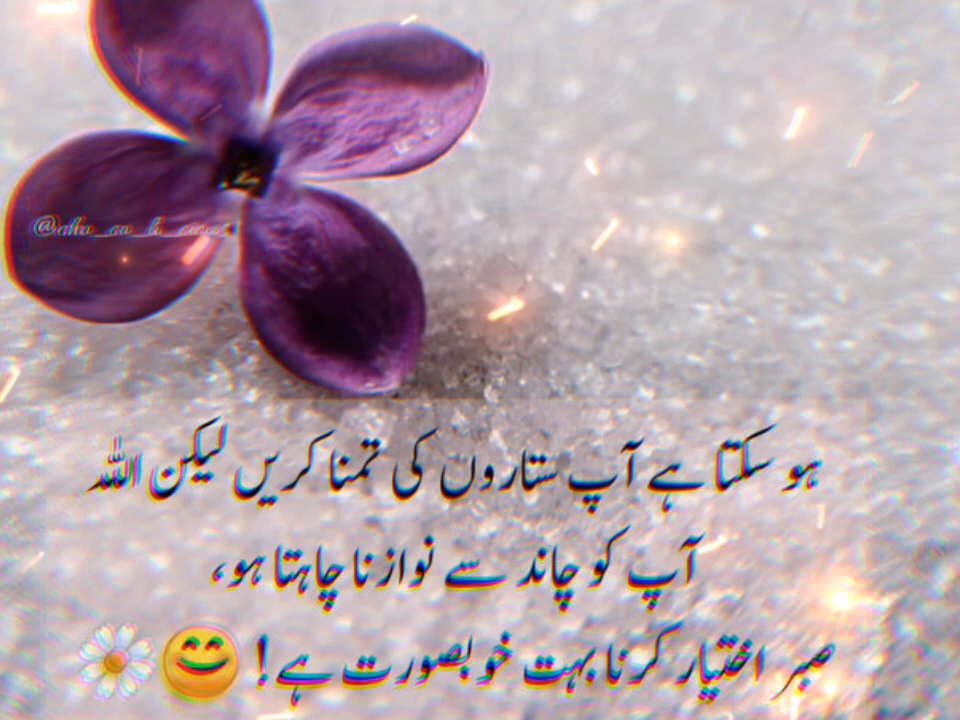 ہو سکتا ہے آپ ستاروں کی تمنا کریں لیکن اللہ
آپ کو چاند سے نوازنا چاہتا ہو،
صبر اختیار کرنا بہت خوبصورت ہے! 😊🌼